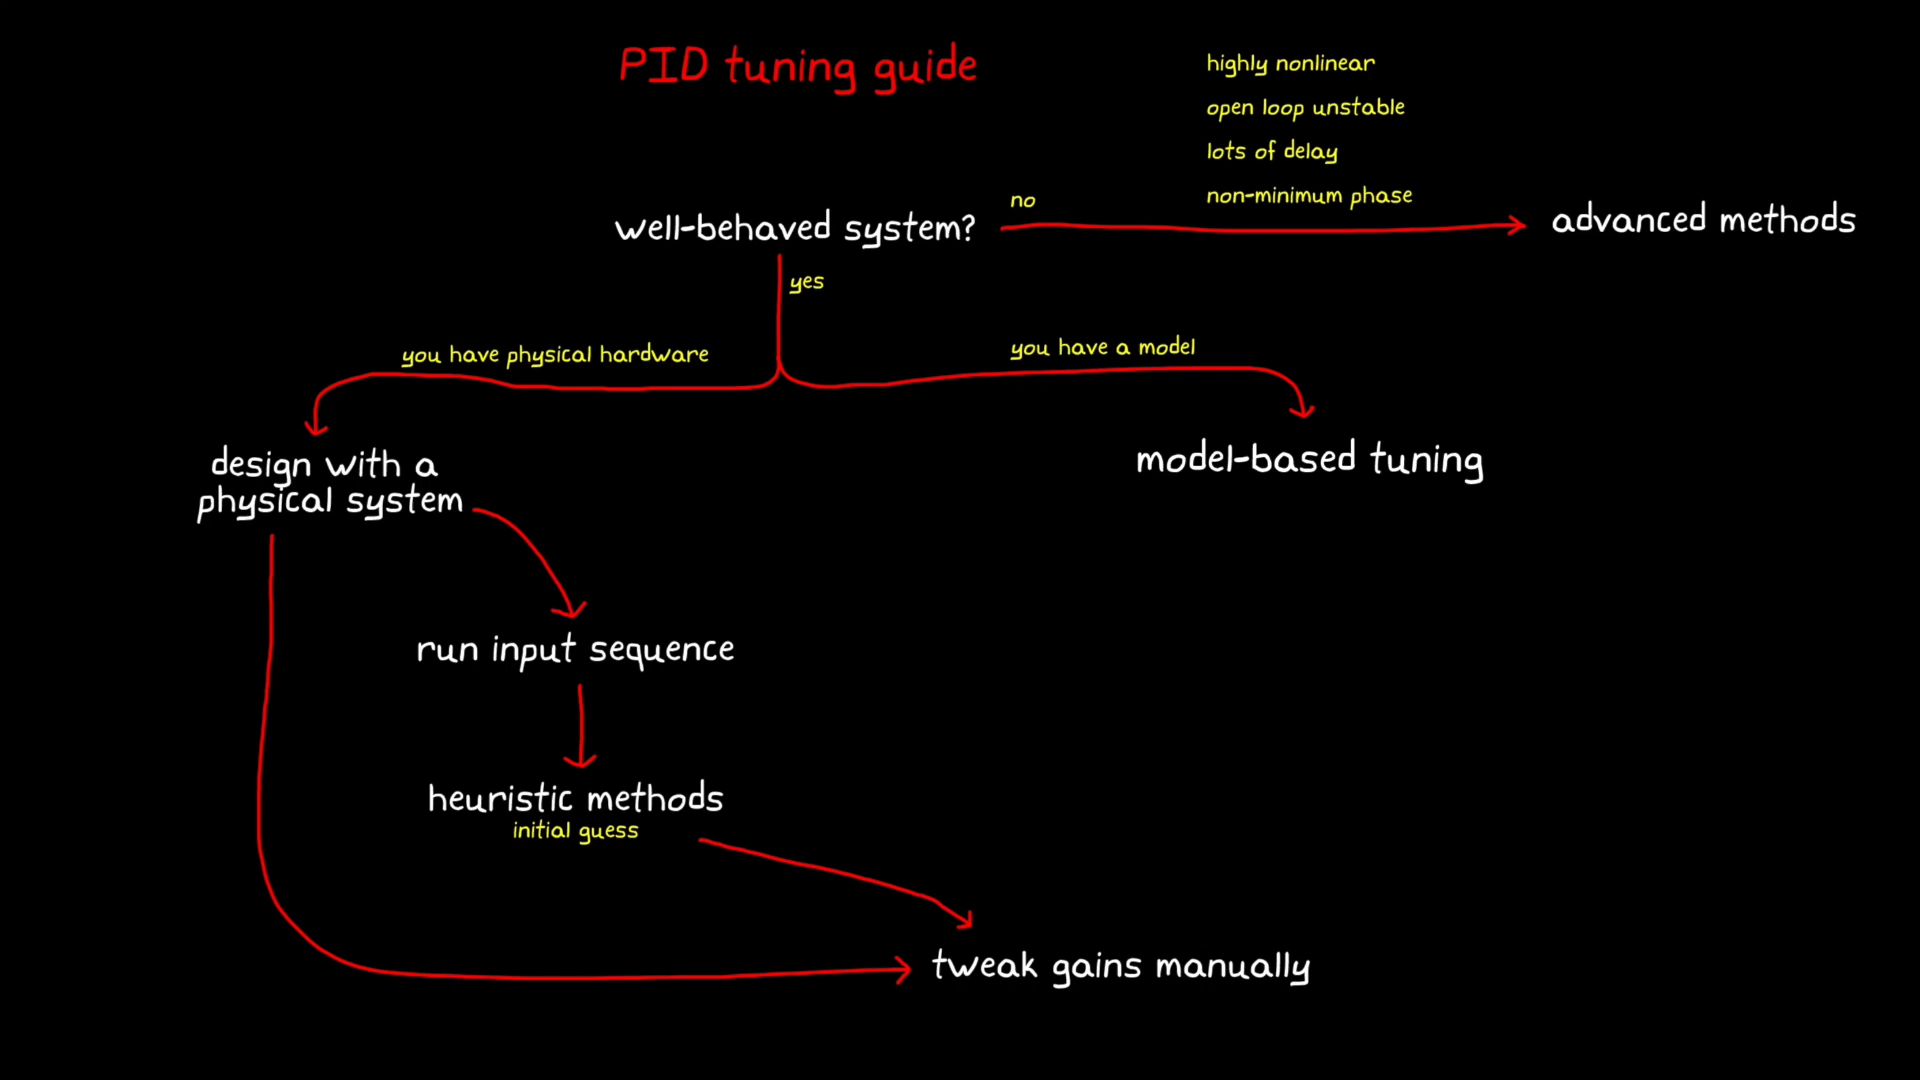 PID tuning guide
highly nonlinear
open loop unstable
lots of delay
non-minimum phase
no
well-behaved system?
advanced methods
yes
you have physical hardware
you have a model
design with a
physical system
model-based tuning
run input sequence
heuristic methods
initial guess
tweak gains manually